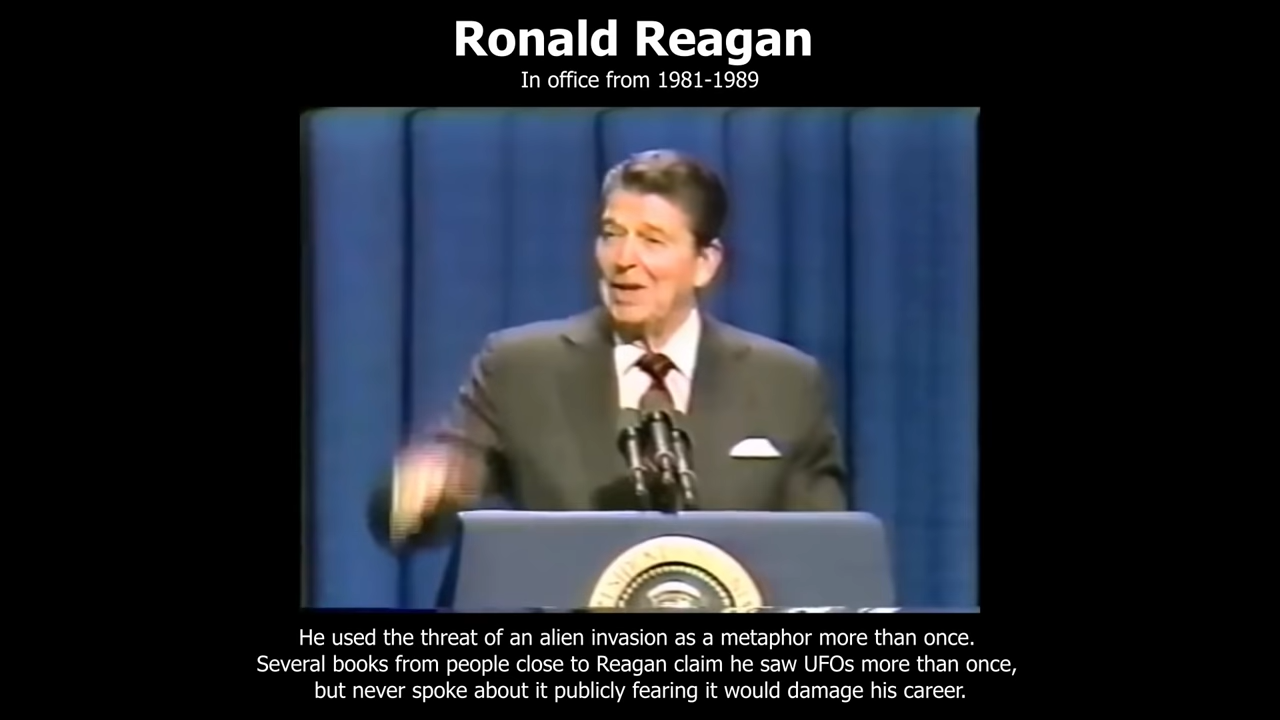 Ronald Reagan
In office from 1981-1989
PRESIDENT
He used the threat of an alien invasion as a metaphor more than once.
Several books from people close to Reagan claim he saw UFOs more than once,
but never spoke about it publicly fearing it would damage his career.